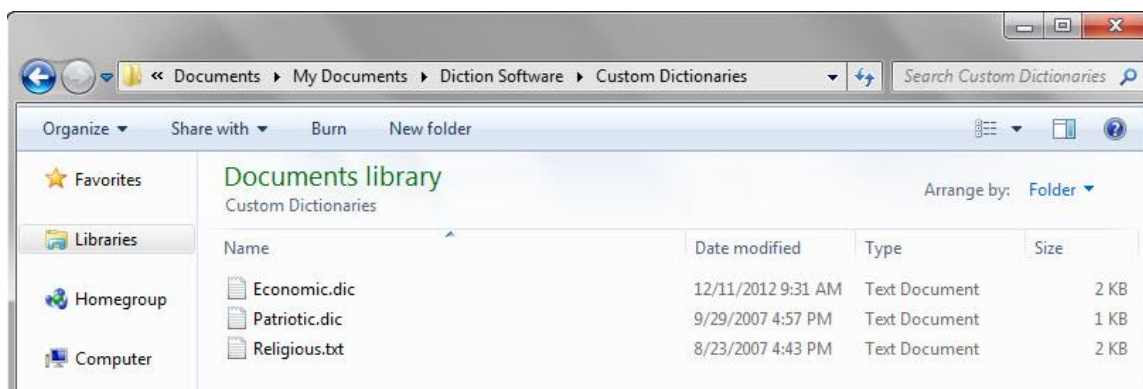 « Documents ▸ My Documents ▸ Diction Software ▸ Custom Dictionaries Search Custom Dictionaries
Organize Share with Burn New folder
Favorites
Libraries
Homegroup
Computer
Documents library
Custom Dictionaries
Arrange by: Folder
Name Date modified Type Size
Economic.dic 12/11/2012 9:31 AM Text Document 2 KB
Patriotic.dic 9/29/2007 4:57 PM Text Document 1 KB
Religious.txt 8/23/2007 4:43 PM Text Document 2 KB